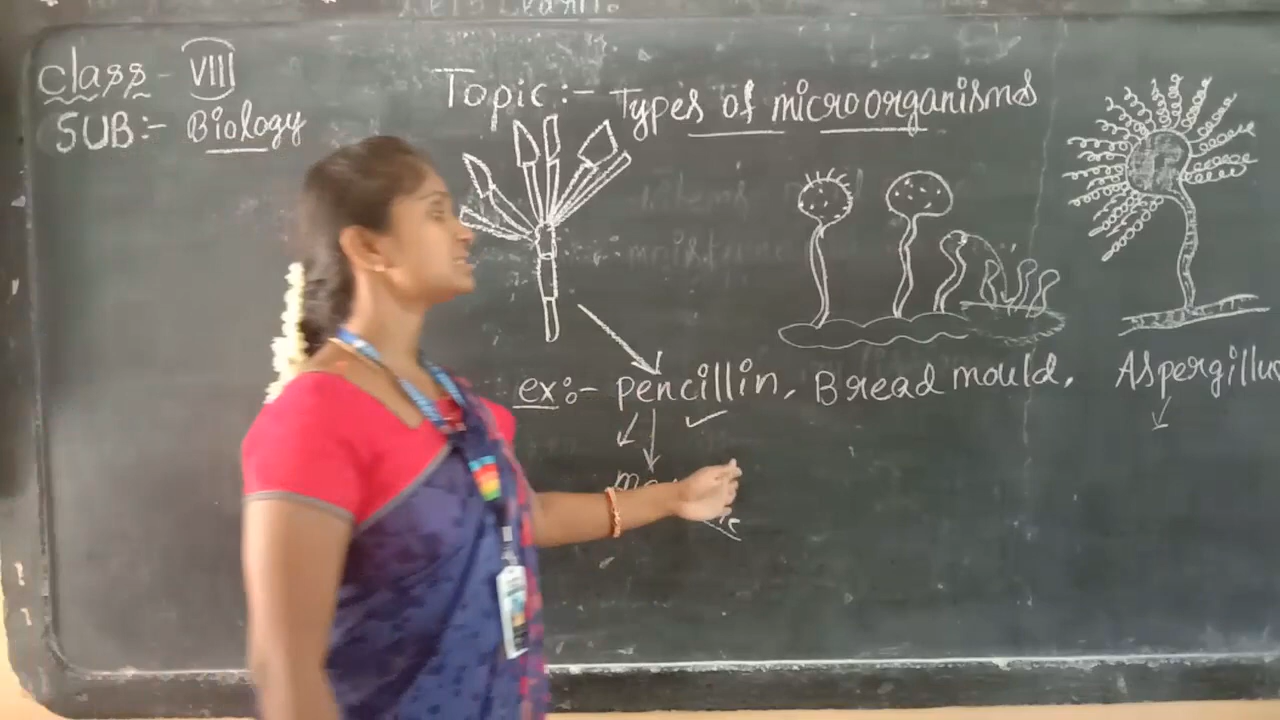 Class - VIII
SUB:- Biology
Topic:- Types of microorganisms
ex:- pencillin, Bread mould, Aspergillus